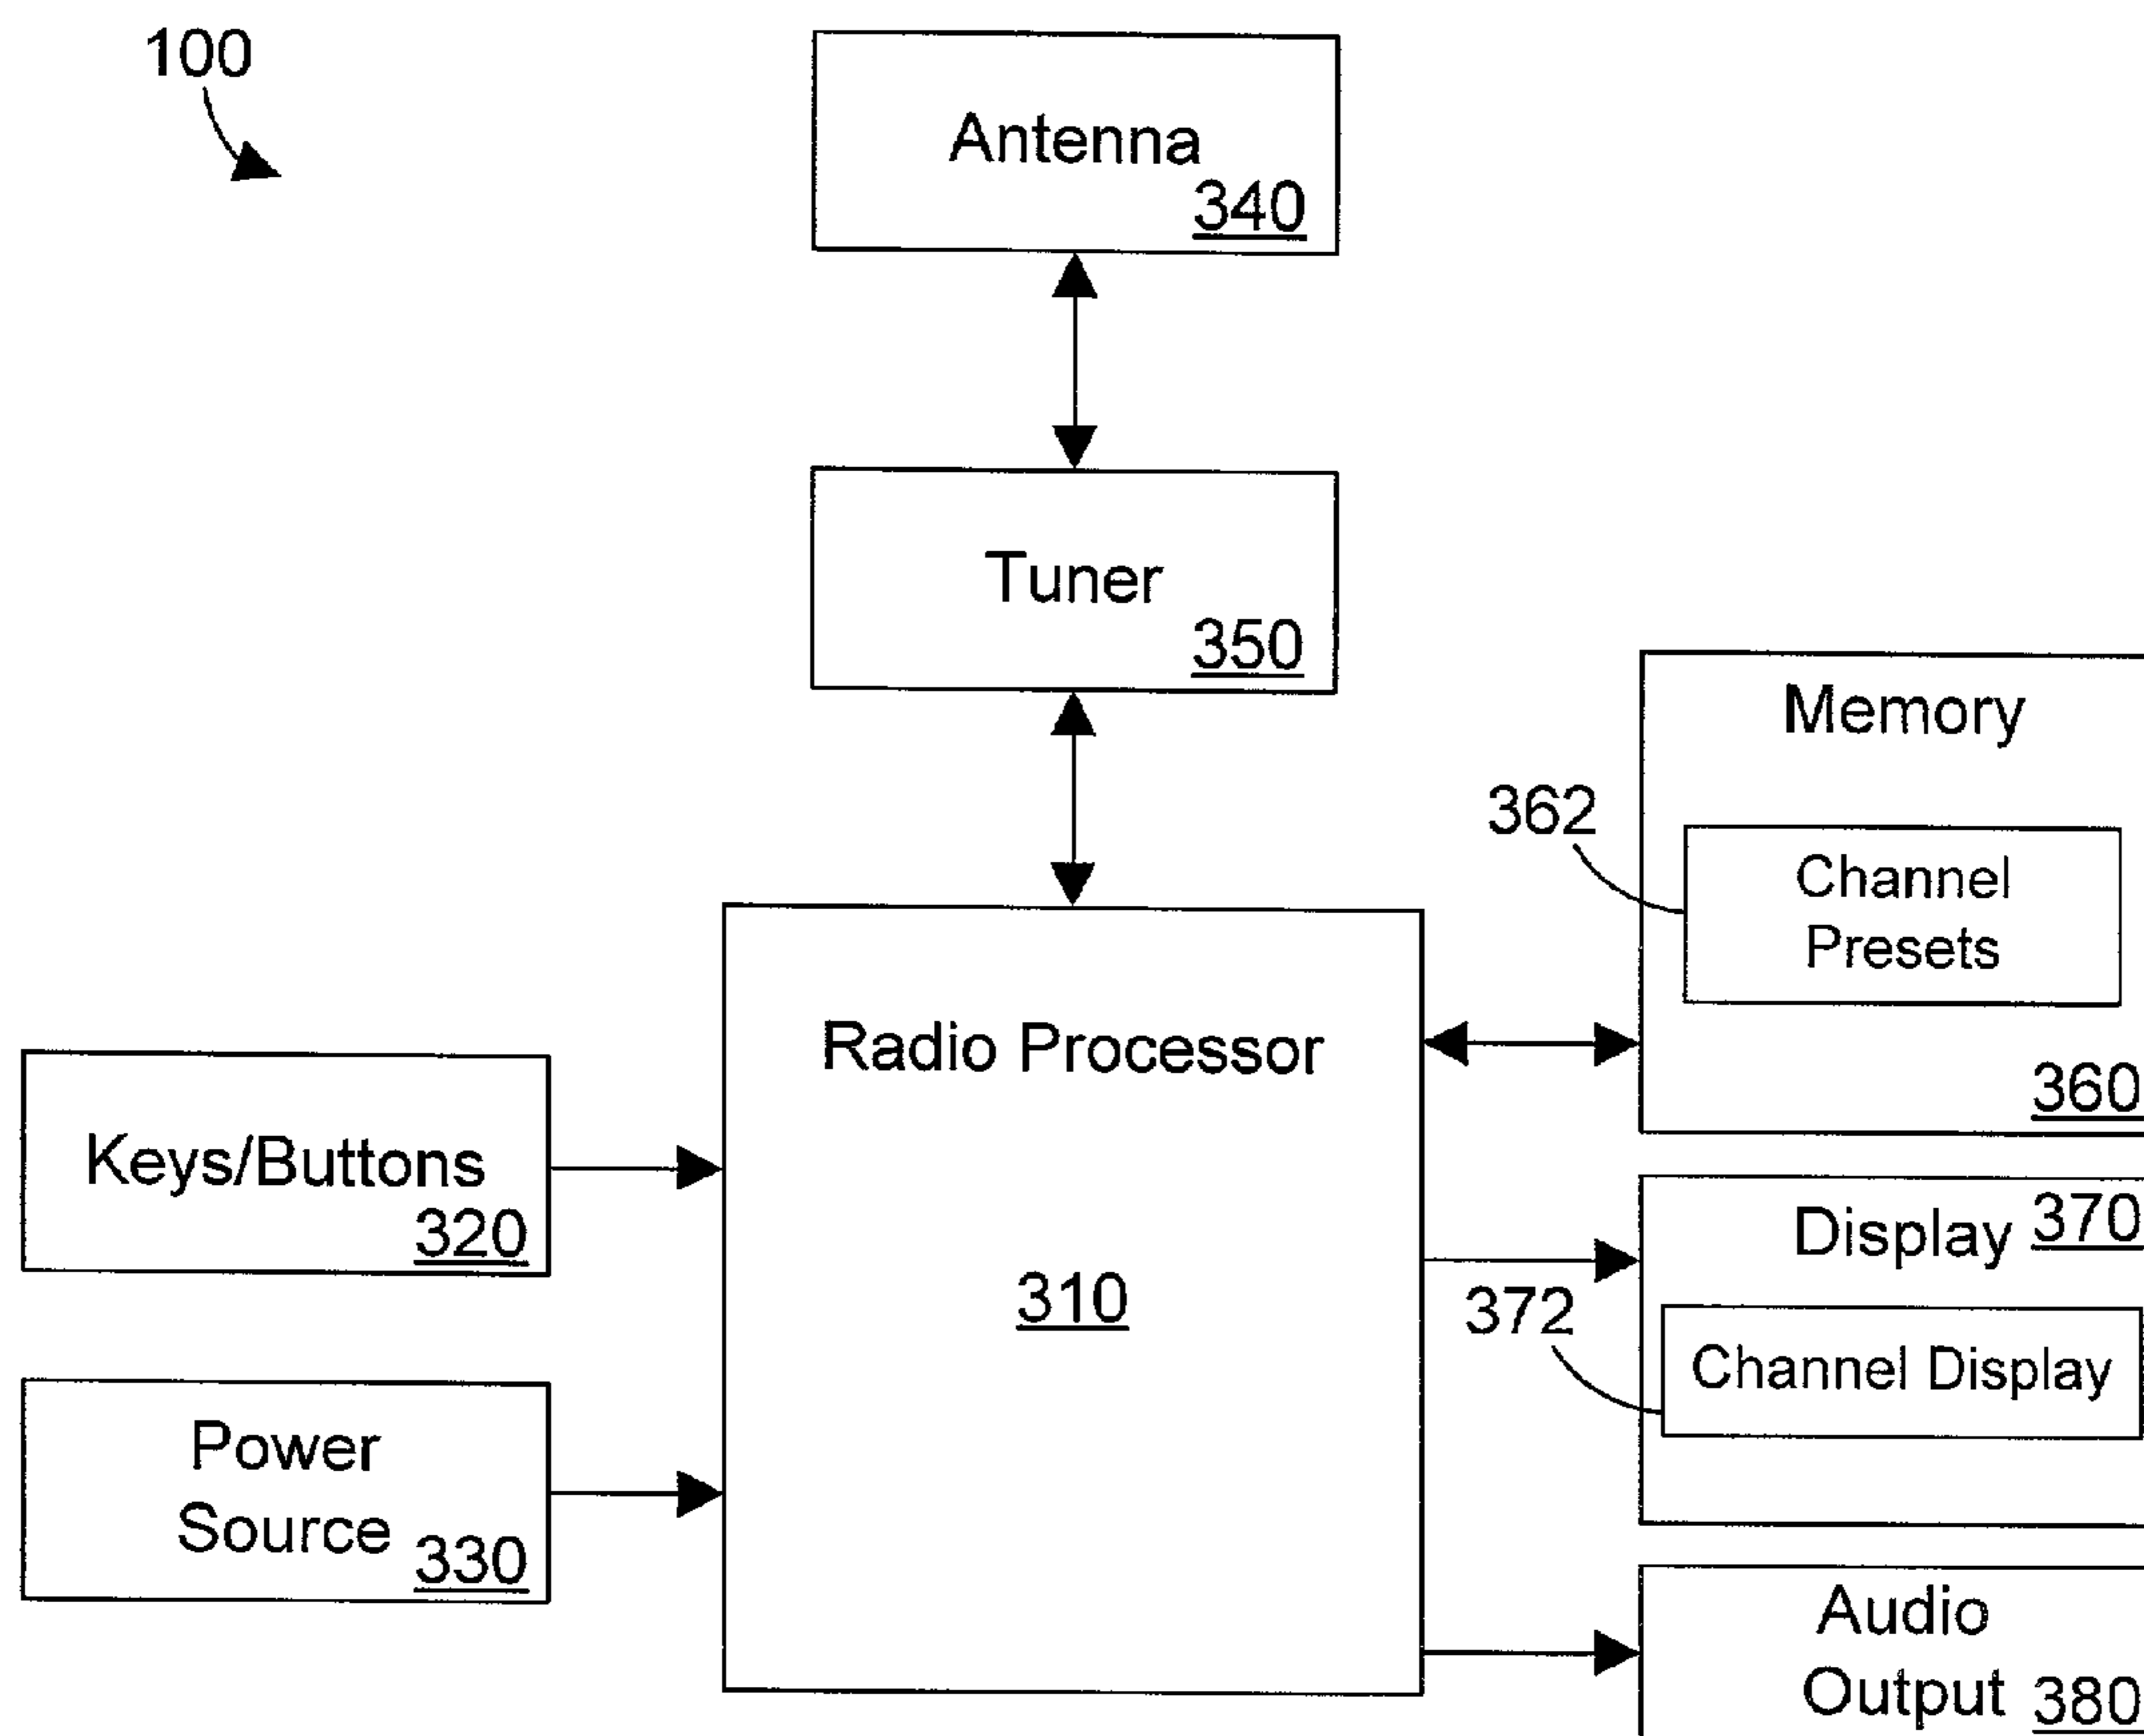 100
Antenna
340
Tuner
350
Memory
362
Channel
Presets
360
Radio Processor
310
Keys/Buttons
320
Power
Source 330
Display 370
372
Channel Display
Audio
Output 380